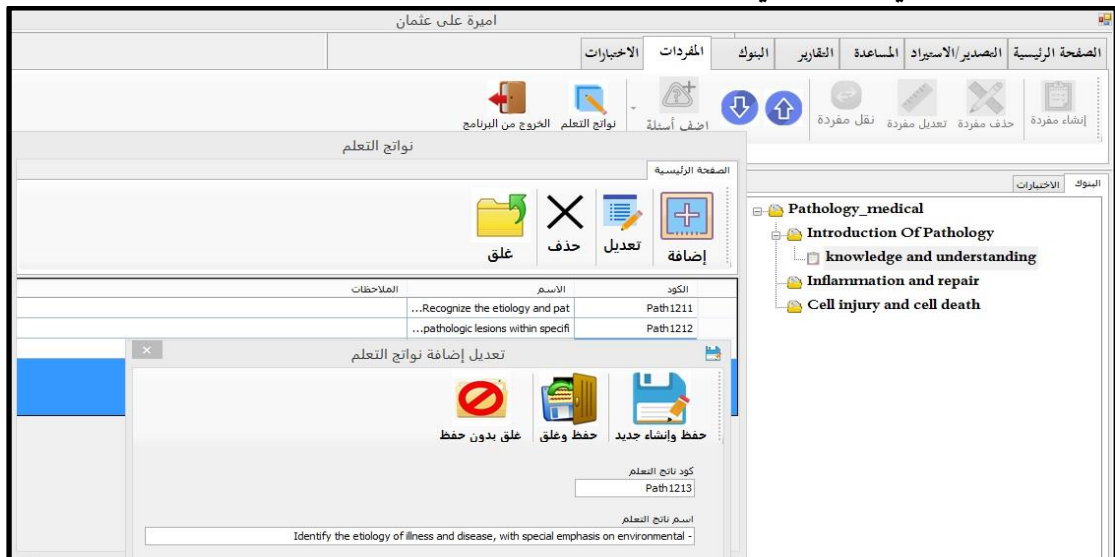 اميرة على عثمان
الصفحة الرئيسية التصدير/الاستيراد المساعدة التقارير البنوك المفردات الاختبارات
إنشاء مفردة حذف مفردة تعديل مفردة نقل مفردة اضف أسئلة نواتج التعلم الخروج من البرنامج
البنوك الاختبارات
Pathology_medical
Introduction Of Pathology
knowledge and understanding
Inflammation and repair
Cell injury and cell death
نواتج التعلم
الصفحة الرئيسية
إضافة تعديل حذف غلق
الكود الاسم الملاحظات
Path1211 ...Recognize the etiology and pat
Path1212 ...pathologic lesions within specifi
تعديل إضافة نواتج التعلم
حفظ وإنشاء جديد حفظ وغلق غلق بدون حفظ
كود ناتج التعلم
Path1213
اسم ناتج التعلم
Identify the etiology of illness and disease, with special emphasis on environmental -